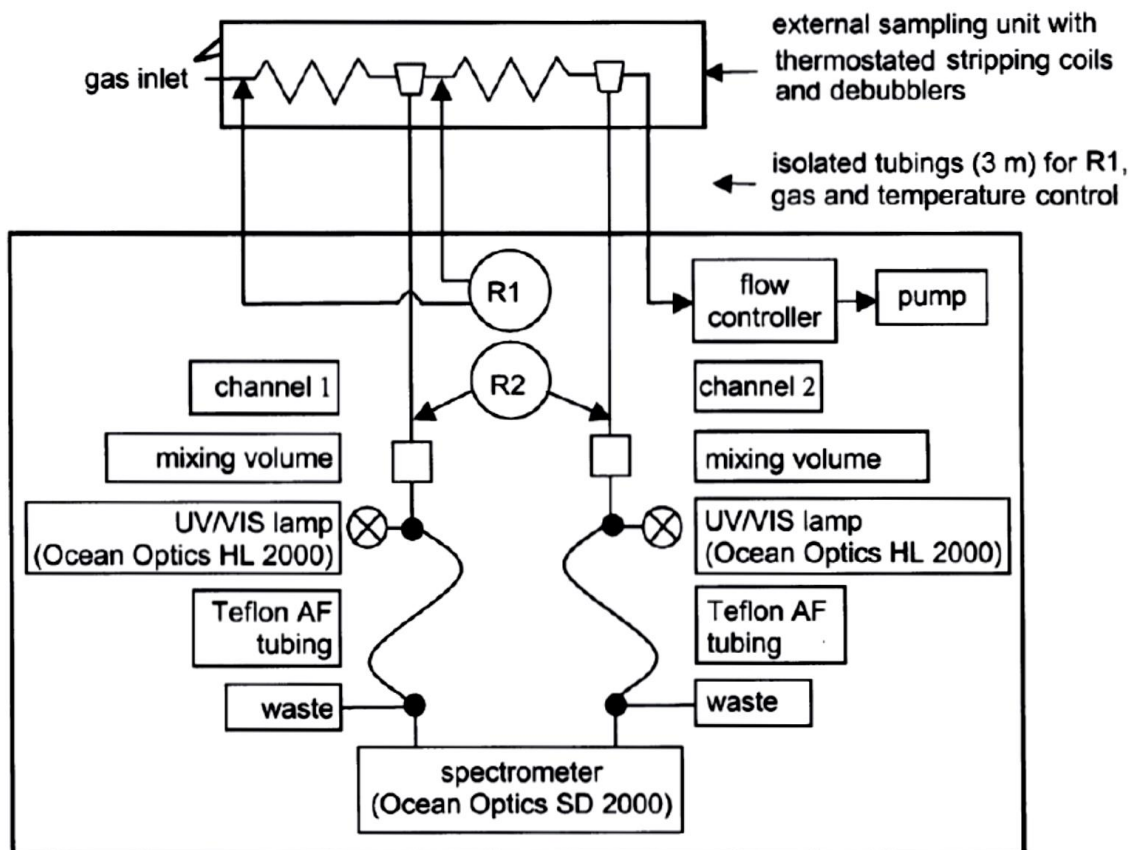 external sampling unit with
thermostated stripping coils
and debubblers
gas inlet
isolated tubings (3 m) for R1,
gas and temperature control
R1
flow
controller
pump
R2
channel 1
channel 2
mixing volume
mixing volume
UV/VIS lamp
(Ocean Optics HL 2000)
UV/VIS lamp
(Ocean Optics HL 2000)
Teflon AF
tubing
Teflon AF
tubing
waste
waste
spectrometer
(Ocean Optics SD 2000)